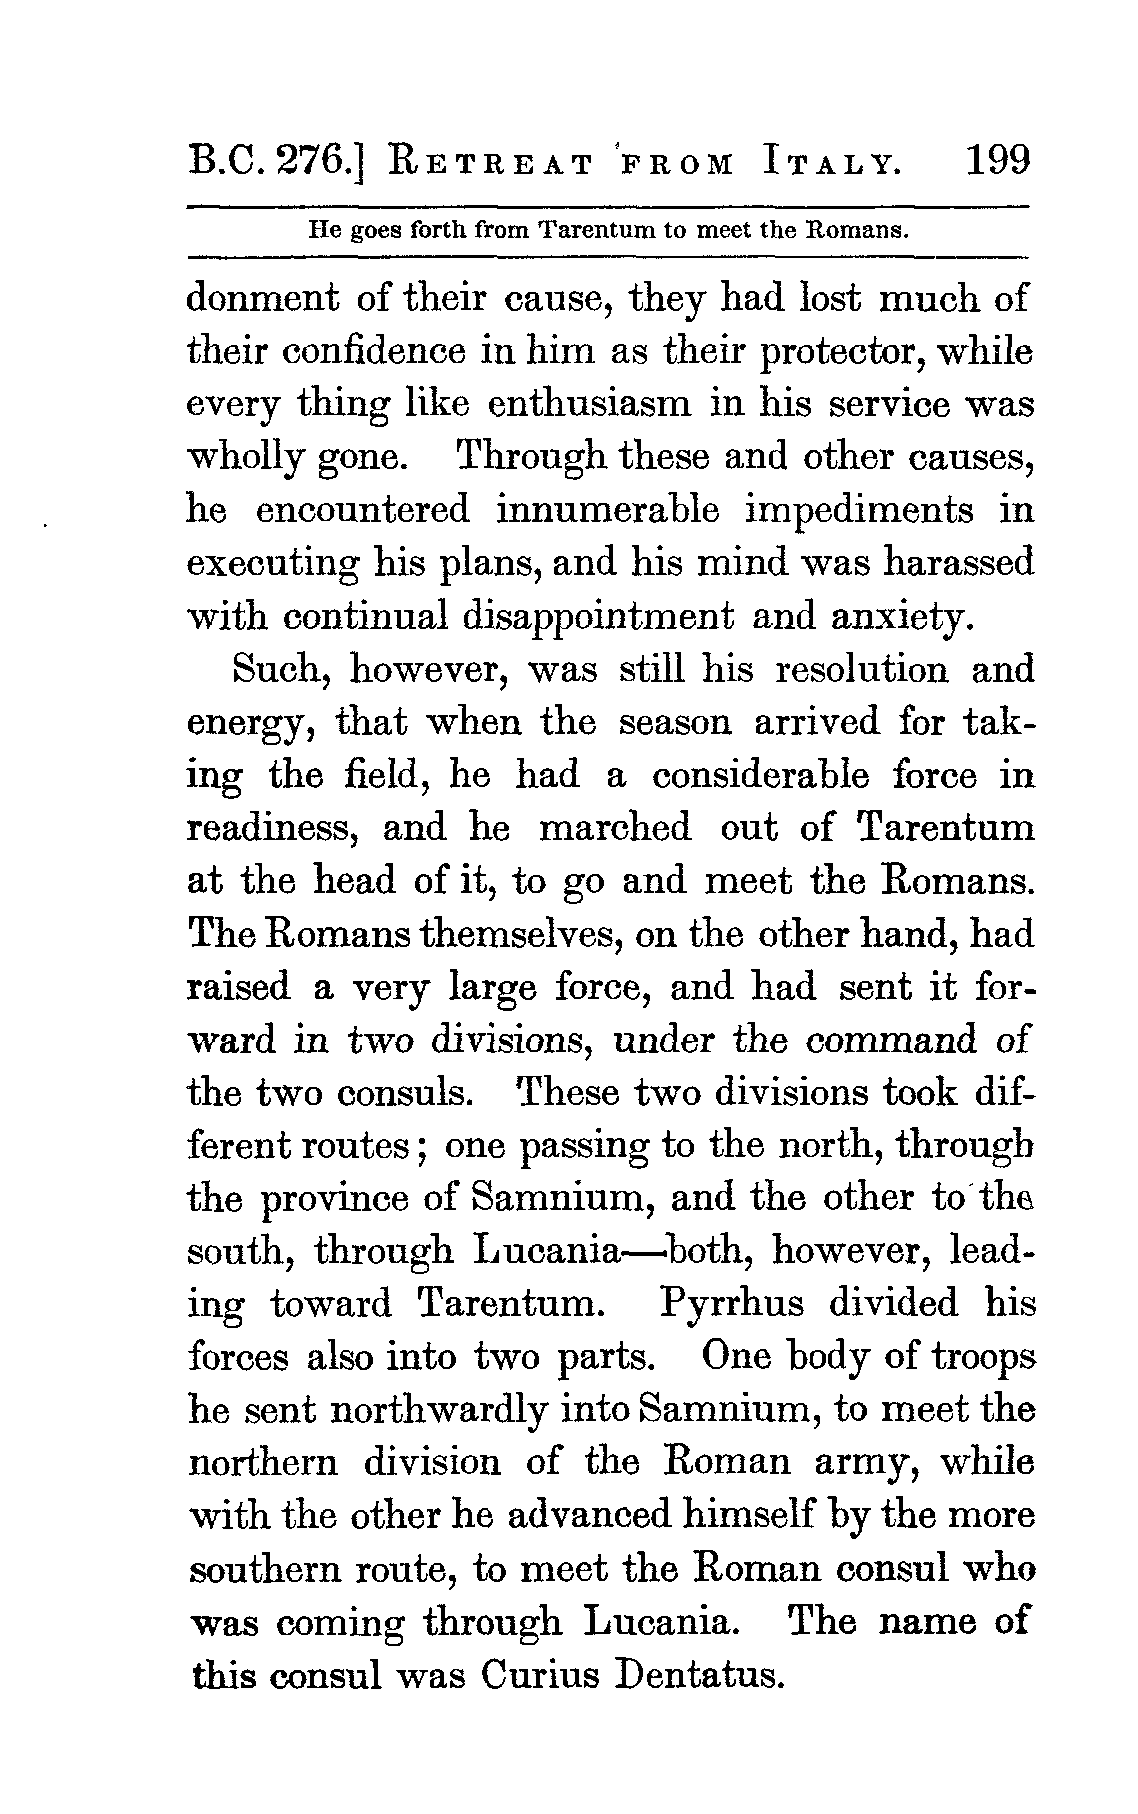 B.C. 276.] RETREAT FROM ITALY. 199
He goes forth from Tarentum to meet the Romans.
donment of their cause, they had lost much of
their confidence in him as their protector, while
every thing like enthusiasm in his service was
wholly gone. Through these and other causes,
he encountered innumerable impediments in
executing his plans, and his mind was harassed
with continual disappointment and anxiety.
Such, however, was still his resolution and
energy, that when the season arrived for tak-
ing the field, he had a considerable force in
readiness, and he marched out of Tarentum
at the head of it, to go and meet the Romans.
The Romans themselves, on the other hand, had
raised a very large force, and had sent it for-
ward in two divisions, under the command of
the two consuls. These two divisions took dif-
ferent routes; one passing to the north, through
the province of Samnium, and the other to the
south, through Lucania—both, however, lead-
ing toward Tarentum. Pyrrhus divided his
forces also into two parts. One body of troops
he sent northwardly into Samnium, to meet the
northern division of the Roman army, while
with the other he advanced himself by the more
southern route, to meet the Roman consul who
was coming through Lucania. The name of
this consul was Curius Dentatus.